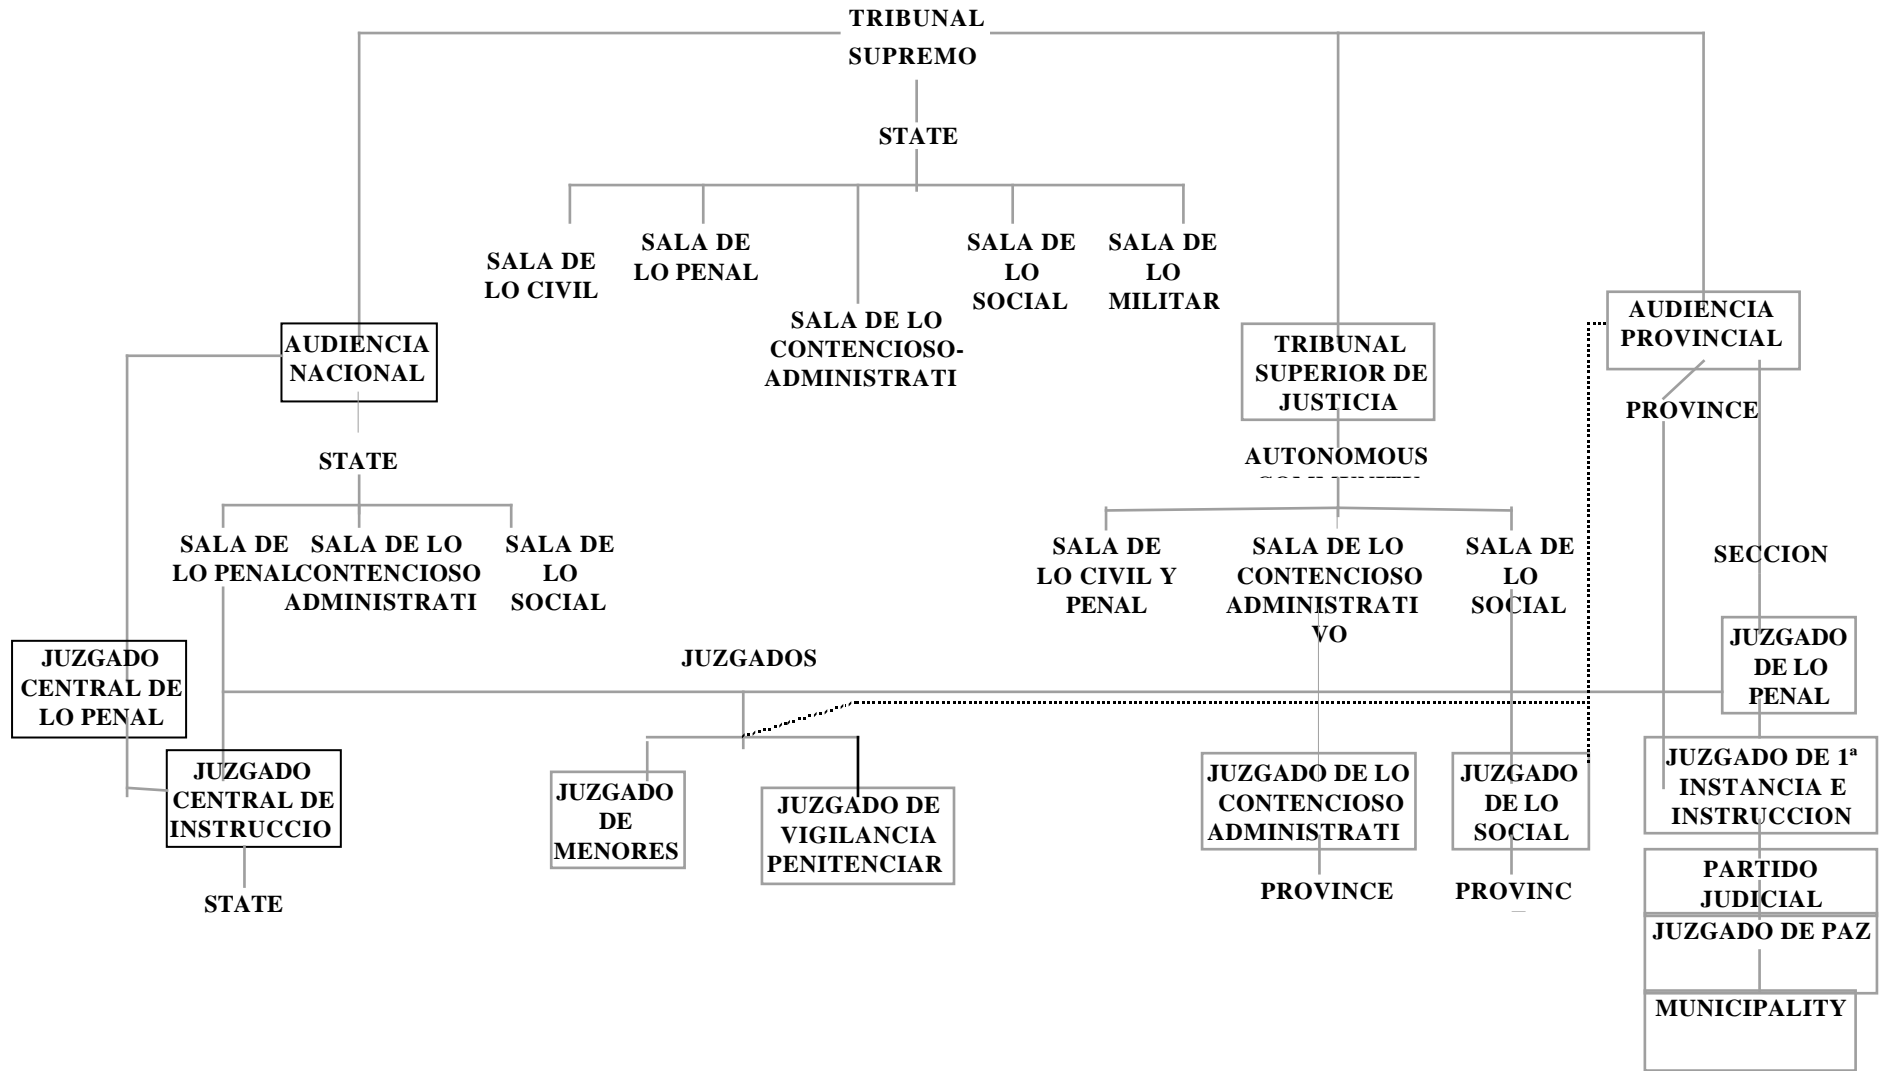 TRIBUNAL
SUPREMO
STATE
SALA DE
LO CIVIL
SALA DE
LO PENAL
SALA DE LO
CONTENCIOSO-
ADMINISTRATI
SALA DE
LO
SOCIAL
SALA DE
LO
MILITAR
AUDIENCIA
NACIONAL
TRIBUNAL
SUPERIOR DE
JUSTICIA
AUDIENCIA
PROVINCIAL
STATE
AUTONOMOUS
PROVINCE
SALA DE
LO PENAL
SALA DE LO
CONTENCIOSO
ADMINISTRATI
SALA DE
LO
SOCIAL
SALA DE
LO CIVIL Y
PENAL
SALA DE LO
CONTENCIOSO
ADMINISTRATI
VO
SALA DE
LO
SOCIAL
SECCION
JUZGADO
CENTRAL DE
LO PENAL
JUZGADOS
JUZGADO
DE LO
PENAL
JUZGADO
CENTRAL DE
INSTRUCCIO
STATE
JUZGADO
DE
MENORES
JUZGADO DE
VIGILANCIA
PENITENCIAR
JUZGADO DE LO
CONTENCIOSO
ADMINISTRATI
PROVINCE
JUZGADO
DE LO
SOCIAL
PROVINC
JUZGADO DE 1ª
INSTANCIA E
INSTRUCCION
PARTIDO
JUDICIAL
JUZGADO DE PAZ
MUNICIPALITY